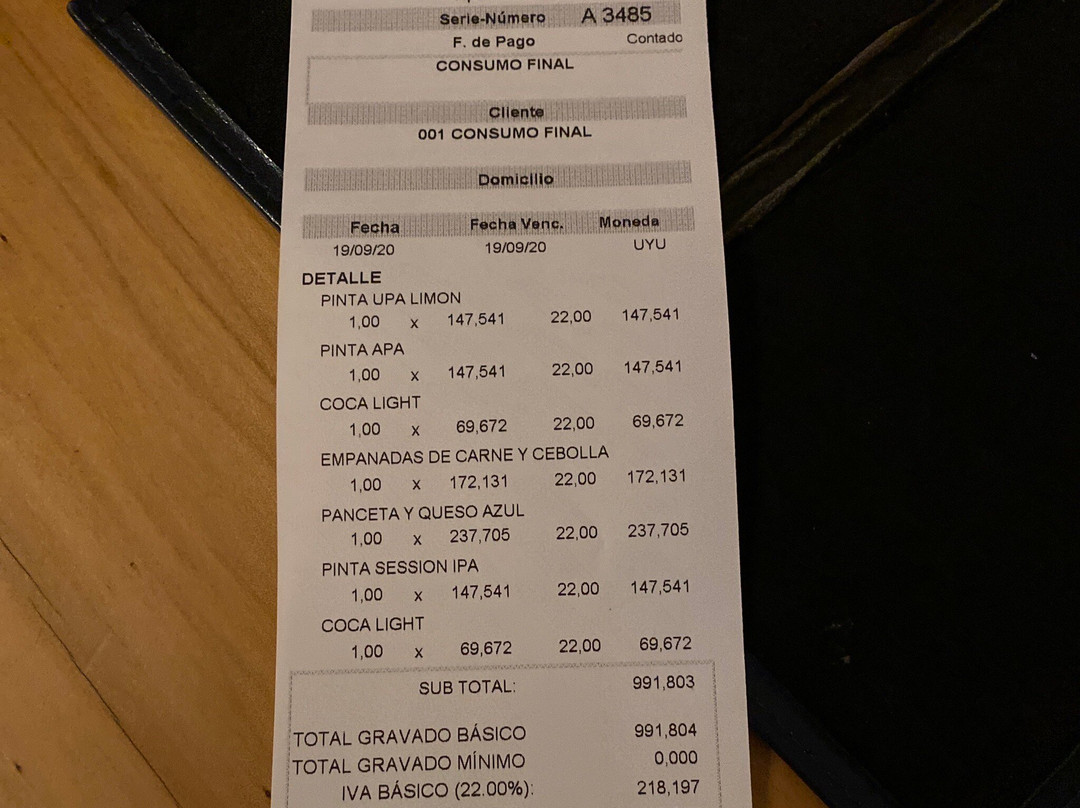 Serie-Número A 3485
F. de Pago Contado
CONSUMO FINAL
Cliente
001 CONSUMO FINAL
Domicilio
Fecha Fecha Venc. Moneda
19/09/20 19/09/20 UYU
DETALLE
PINTA UPA LIMON
1,00 x 147,541 22,00 147,541
PINTA APA
1,00 x 147,541 22,00 147,541
COCA LIGHT
1,00 x 69,672 22,00 69,672
EMPANADAS DE CARNE Y CEBOLLA
1,00 x 172,131 22,00 172,131
PANCETA Y QUESO AZUL
1,00 x 237,705 22,00 237,705
PINTA SESSION IPA
1,00 x 147,541 22,00 147,541
COCA LIGHT
1,00 x 69,672 22,00 69,672
SUB TOTAL: 991,803
TOTAL GRAVADO BÁSICO 991,804
TOTAL GRAVADO MÍNIMO 0,000
IVA BÁSICO (22.00%): 218,197